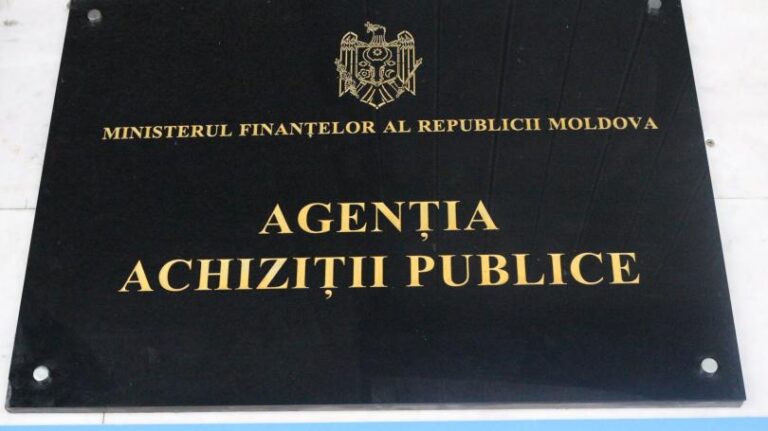 MINISTERUL FINANȚELOR AL REPUBLICII MOLDOVA
AGENȚIA
ACHIZIȚII PUBLICE